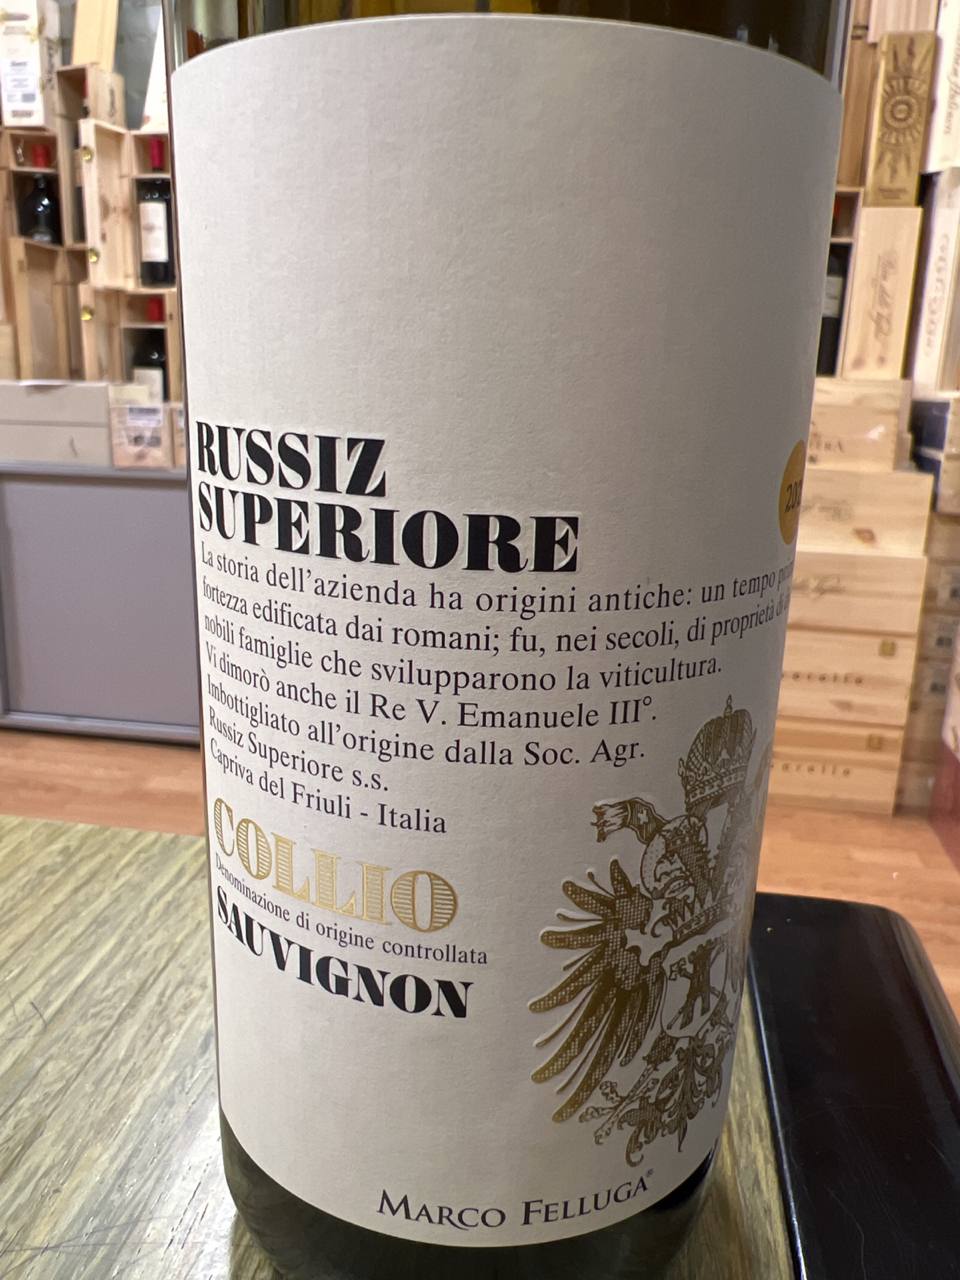 RUSSIZ
SUPERIORE
La storia dell'azienda ha origini antiche: un tempo
fortezza edificata dai romani; fu, nei secoli, di proprietà di
nobili famiglie che svilupparono la viticultura.
Vi dimorò anche il Re V. Emanuele III°.
Imbottigliato all'origine dalla Soc. Agr.
Russiz Superiore s.s.
Capriva del Friuli - Italia
COLLIO
Denominazione di origine controllata
SAUVIGNON
MARCO FELLUGA®